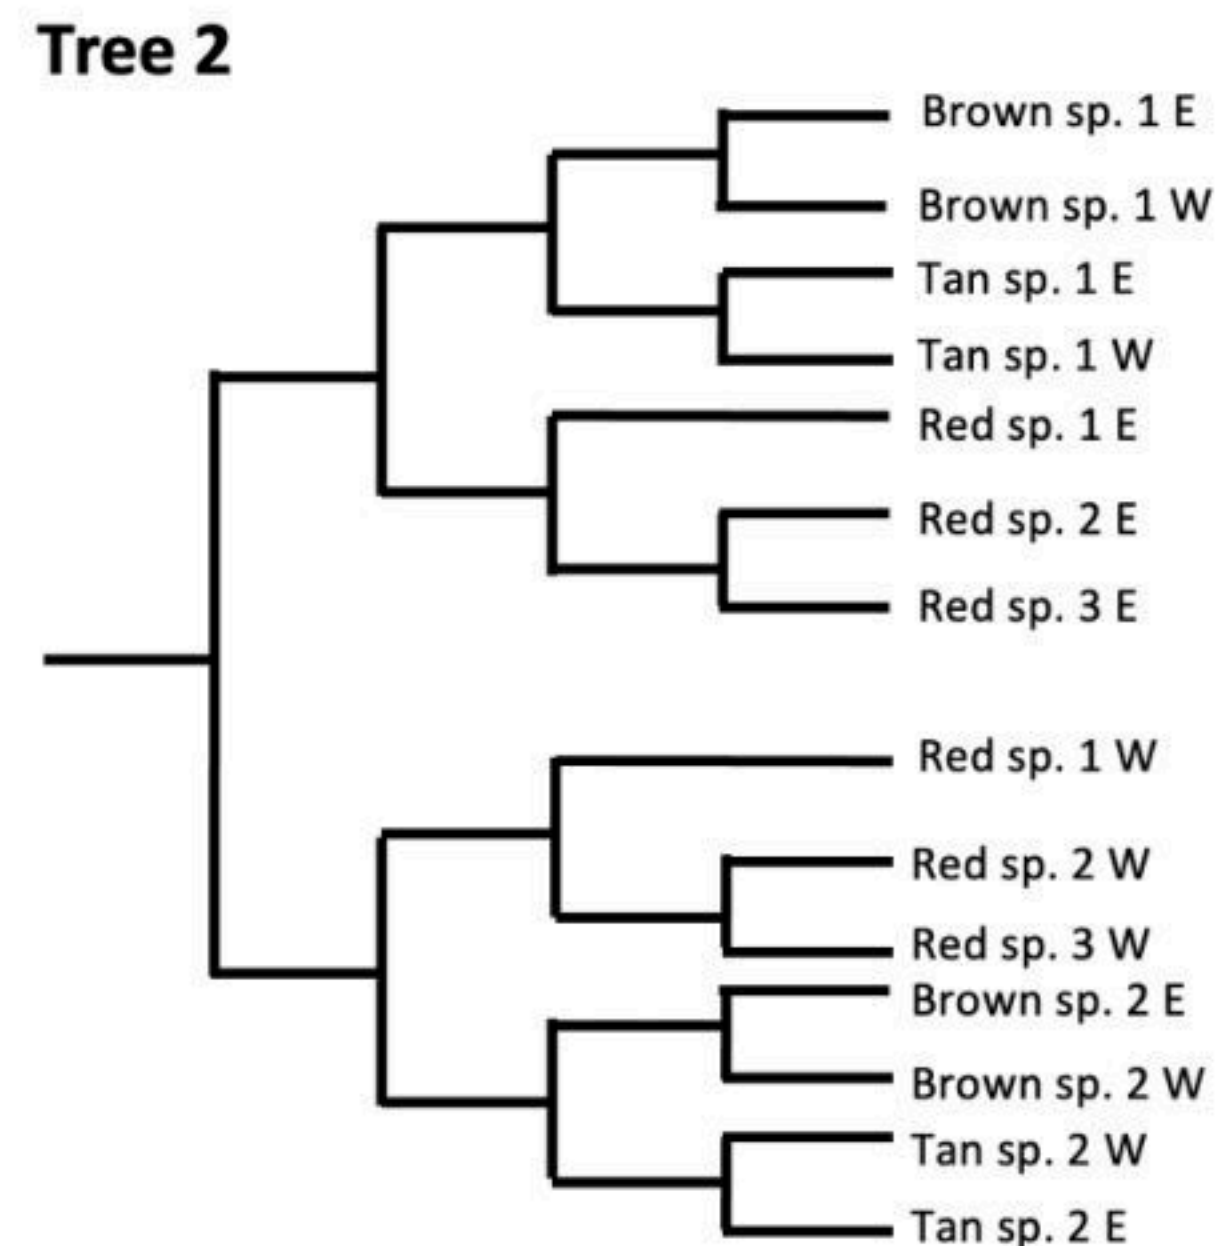 Tree 2
Brown sp. 1 E
Brown sp. 1 W
Tan sp. 1 E
Tan sp. 1 W
Red sp. 1 E
Red sp. 2 E
Red sp. 3 E
Red sp. 1 W
Red sp. 2 W
Red sp. 3 W
Brown sp. 2 E
Brown sp. 2 W
Tan sp. 2 W
Tan sp. 2 E